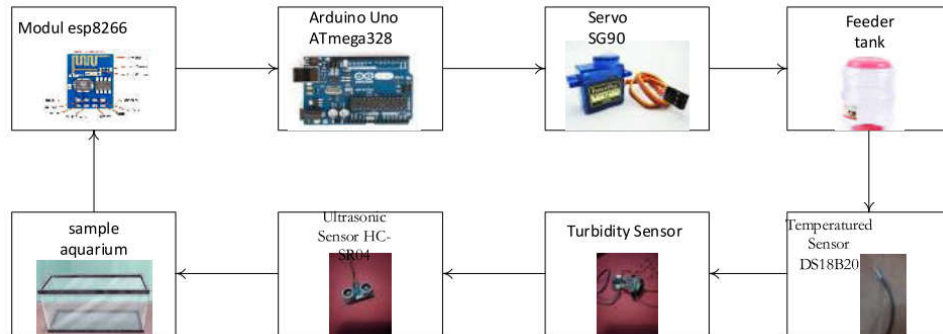 Modul esp8266
Arduino Uno
ATmega328
Servo
SG90
Feeder
tank
sample
aquarium
Ultrasonic
Sensor HC-
SR04
Turbidity Sensor
Temperatured
Sensor
DS18B20